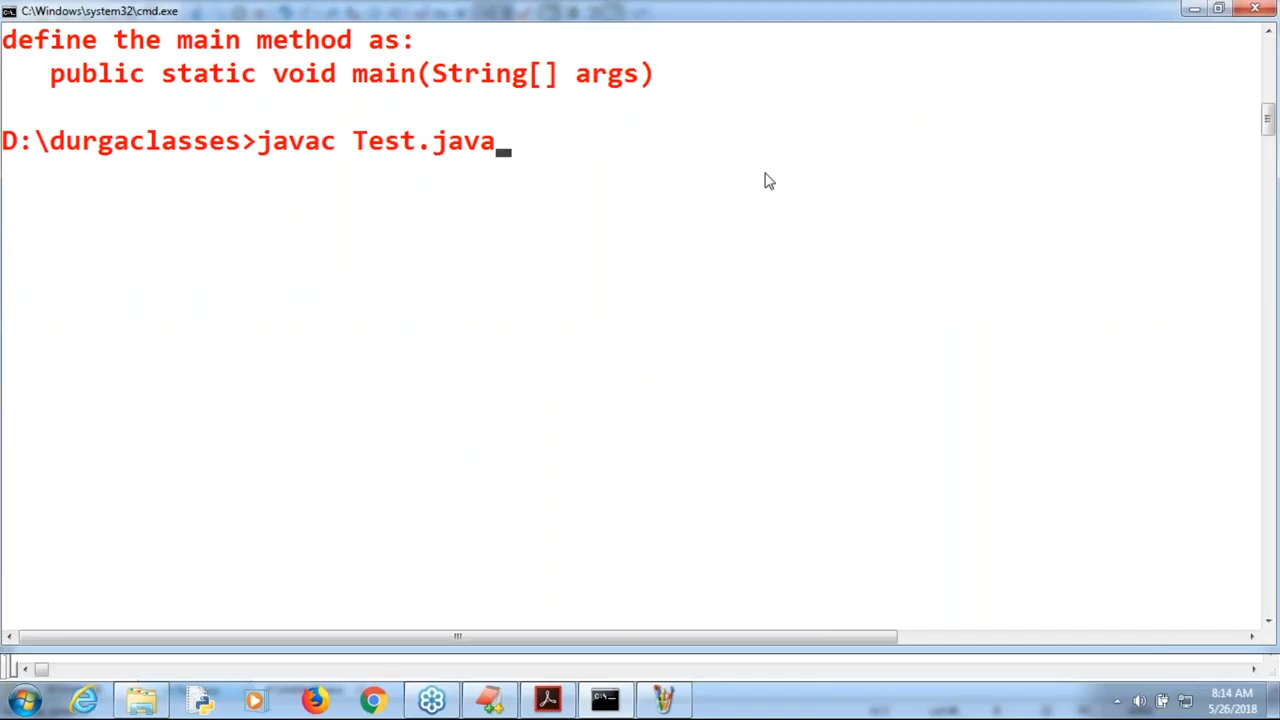 C:\Windows\system32\cmd.exe
define the main method as:
public static void main(String[] args)
D:\durgaclasses>javac Test.java
8:14 AM
5/26/2018